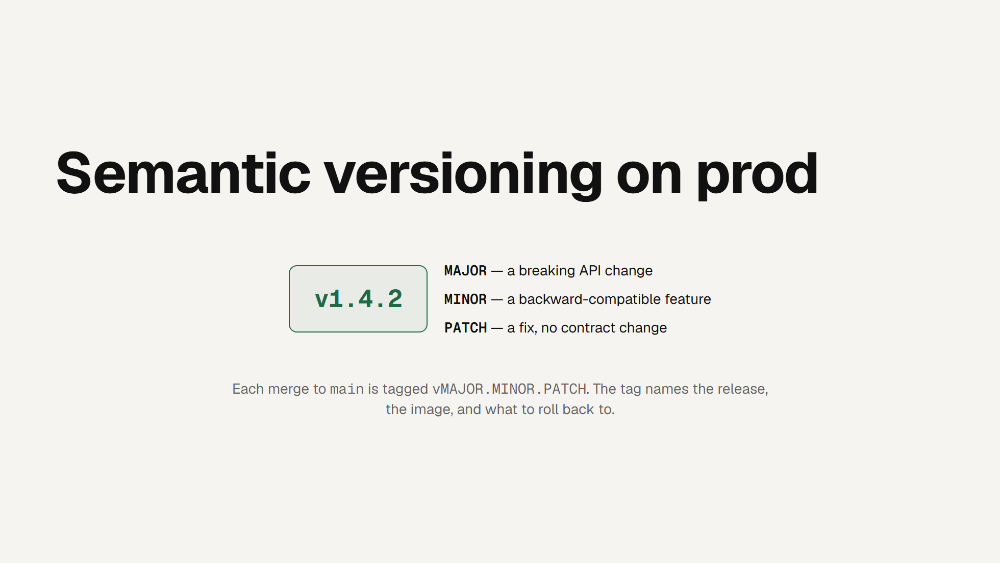 Semantic versioning on prod
v1.4.2
MAJOR — a breaking API change
MINOR — a backward-compatible feature
PATCH — a fix, no contract change
Each merge to main is tagged vMAJOR.MINOR.PATCH. The tag names the release,
the image, and what to roll back to.